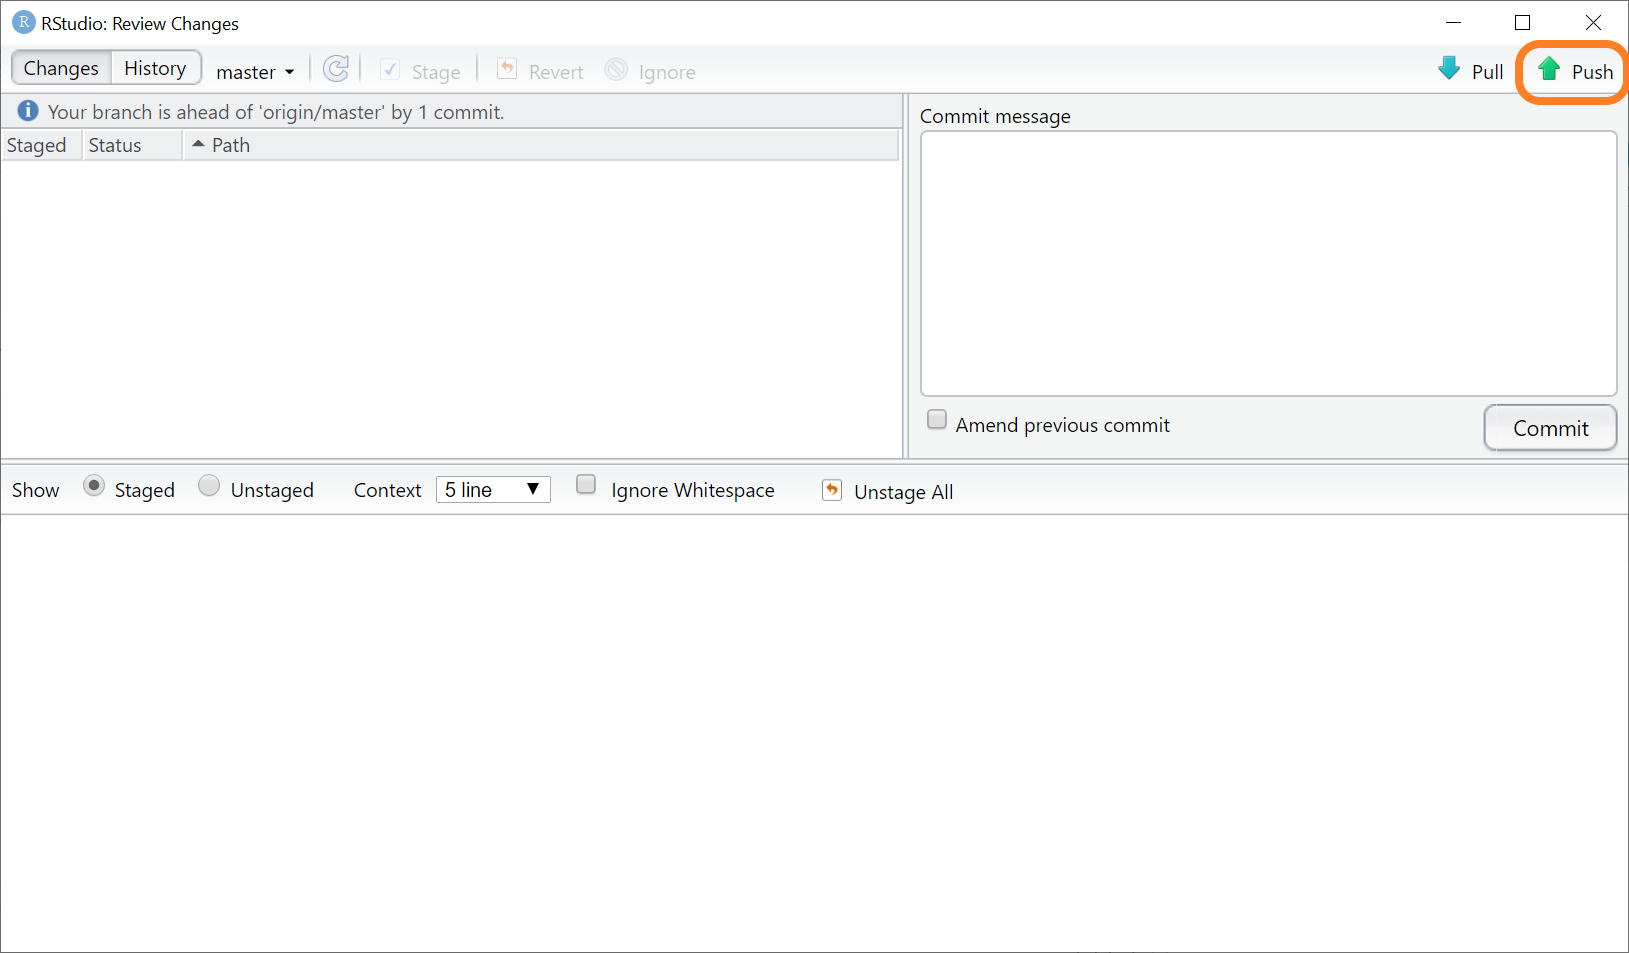 R RStudio: Review Changes
Changes History master Stage Revert Ignore Pull Push
Your branch is ahead of 'origin/master' by 1 commit.
Staged Status Path
Commit message
Amend previous commit Commit
Show Staged Unstaged Context 5 line Ignore Whitespace Unstage All